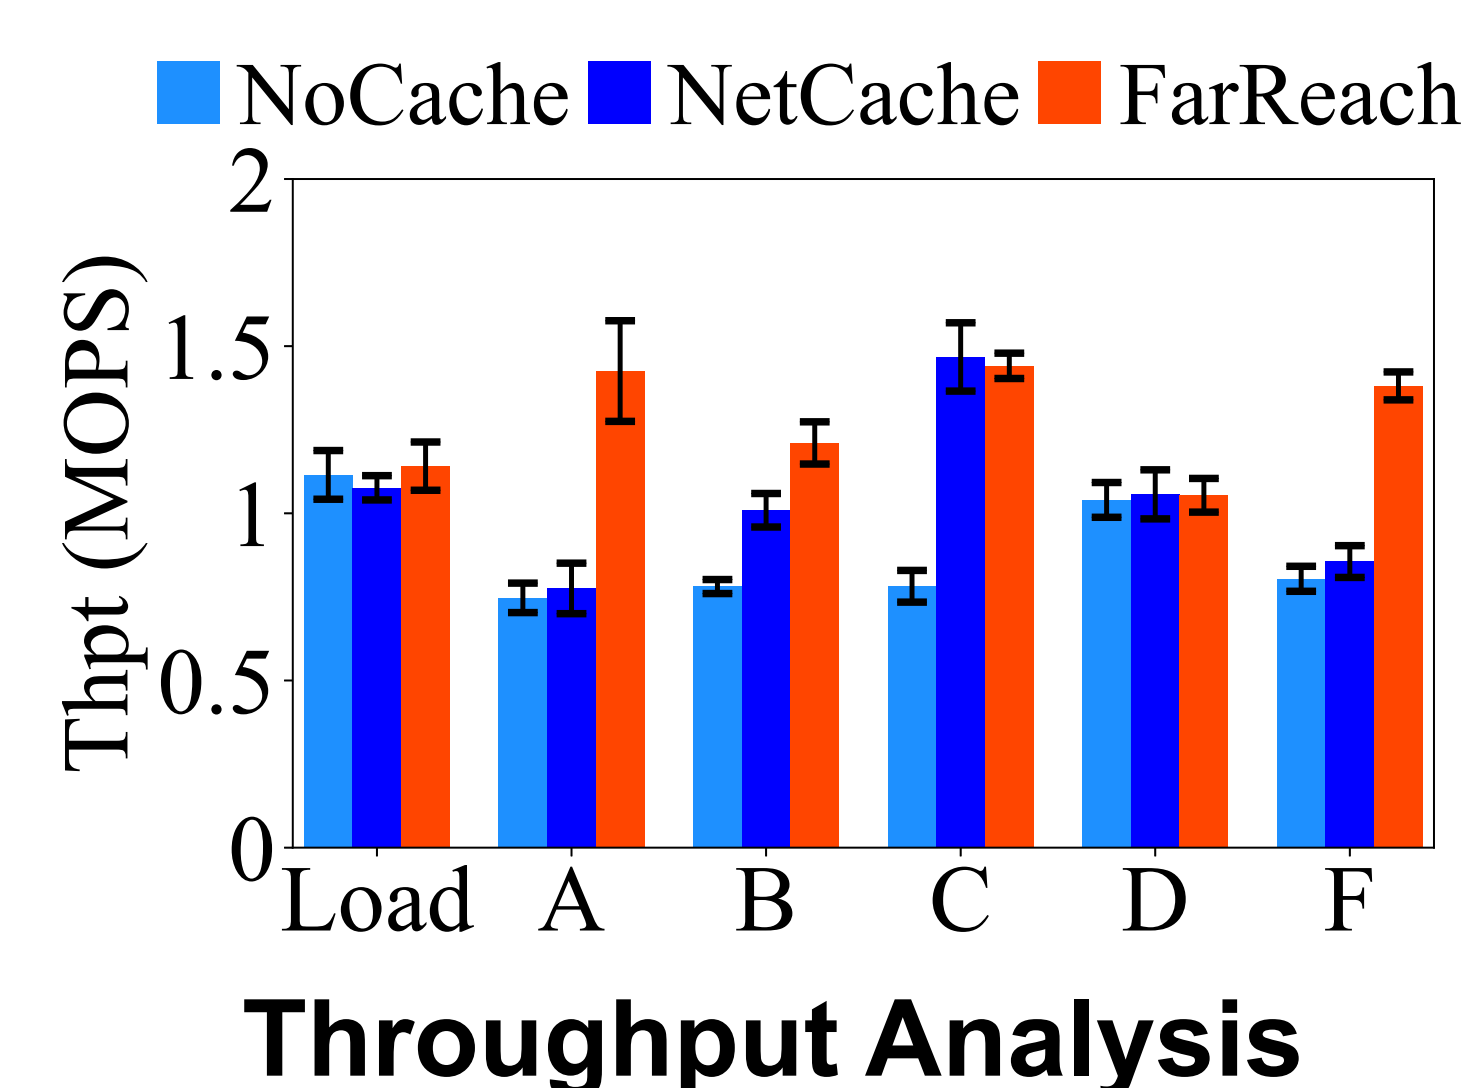 NoCache NetCache FarReach
Thpt (MOPS)
2
1.5
1
0.5
0
Load A B C D F
Throughput Analysis